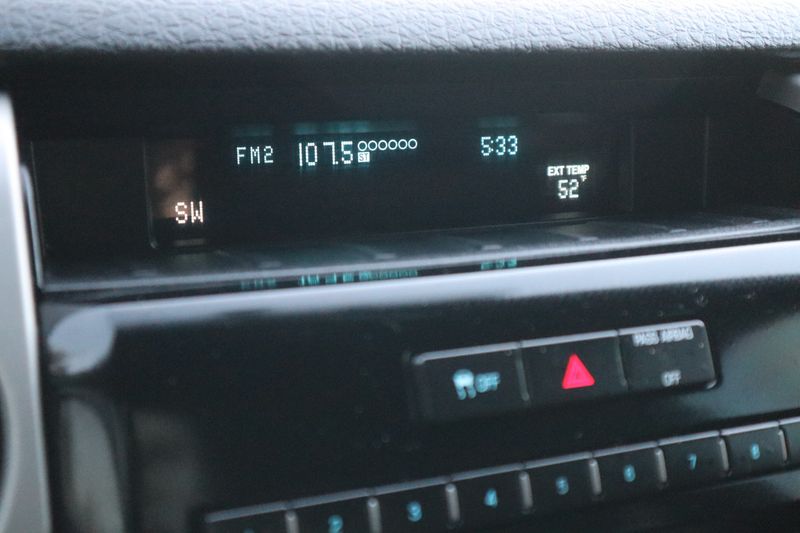 FM2 107.5 ST 5:33
EXT TEMP
52 °F
SW
PASS AIRBAG
OFF OFF
2 3 4 5 6 7 8